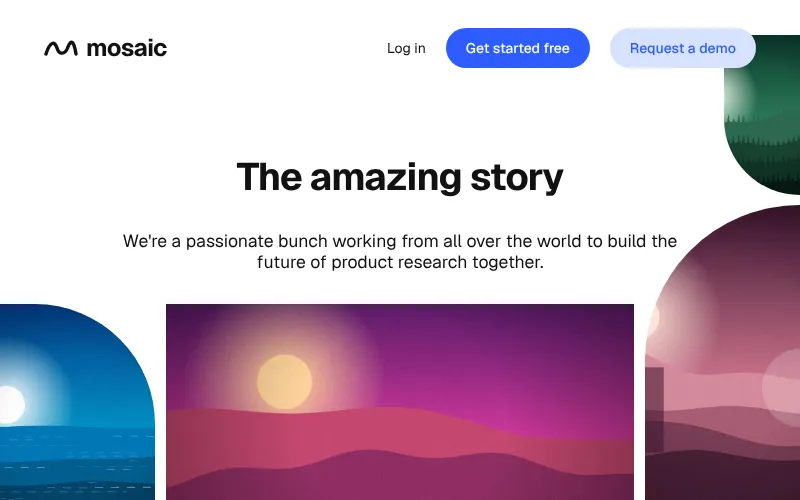 mosaic
Log in
Get started free
Request a demo
The amazing story
We're a passionate bunch working from all over the world to build the
future of product research together.